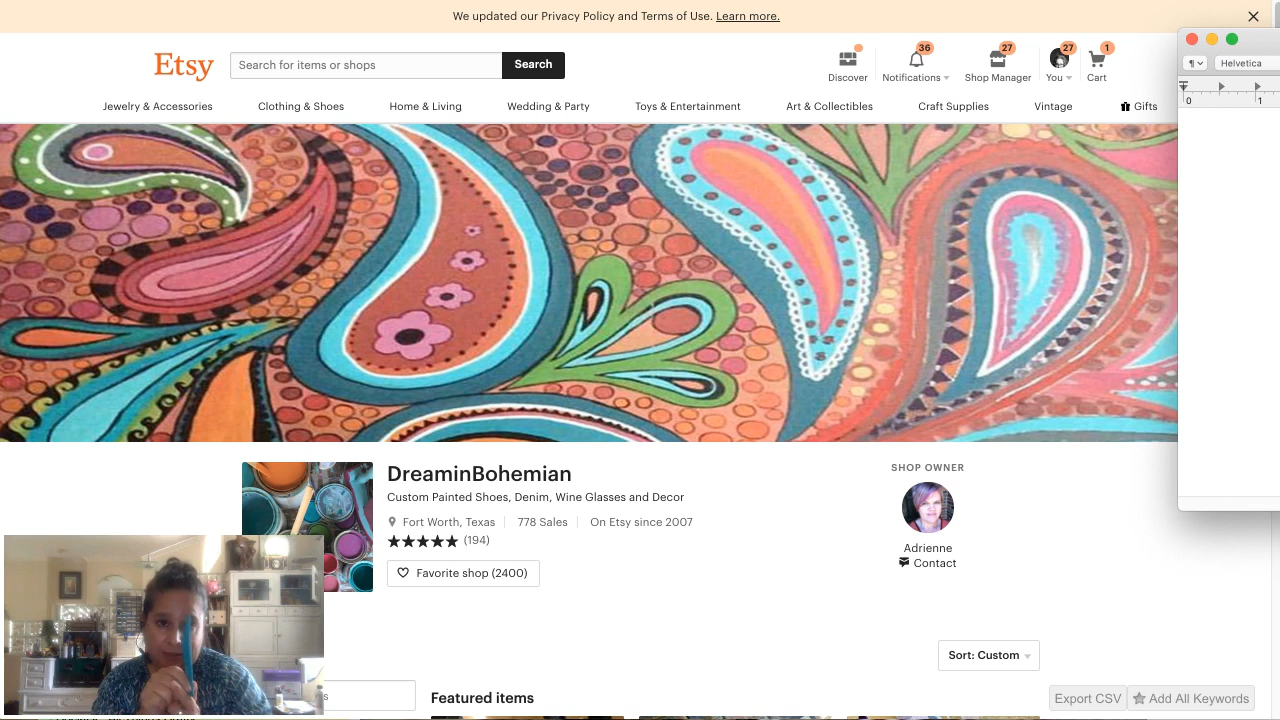 We updated our Privacy Policy and Terms of Use. Learn more.
Etsy
Search for items or shops
Search
36
27
27
1
Discover
Notifications
Shop Manager
You
Cart
Jewelry & Accessories
Clothing & Shoes
Home & Living
Wedding & Party
Toys & Entertainment
Art & Collectibles
Craft Supplies
Vintage
Gifts
¶
Helvetica
0
1
DreaminBohemian
Custom Painted Shoes, Denim, Wine Glasses and Decor
Fort Worth, Texas
778 Sales
On Etsy since 2007
(194)
Favorite shop (2400)
SHOP OWNER
Adrienne
Contact
Sort: Custom
Featured items
Export CSV
Add All Keywords